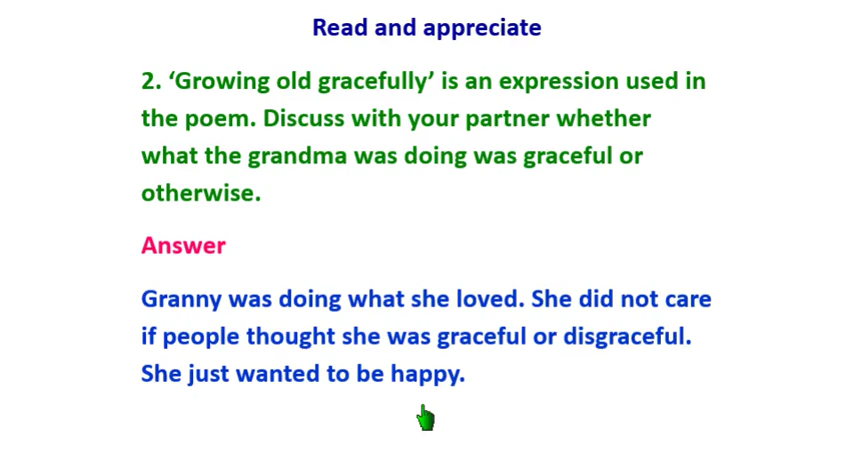 Read and appreciate
2. ‘Growing old gracefully’ is an expression used in
the poem. Discuss with your partner whether
what the grandma was doing was graceful or
otherwise.
Answer
Granny was doing what she loved. She did not care
if people thought she was graceful or disgraceful.
She just wanted to be happy.